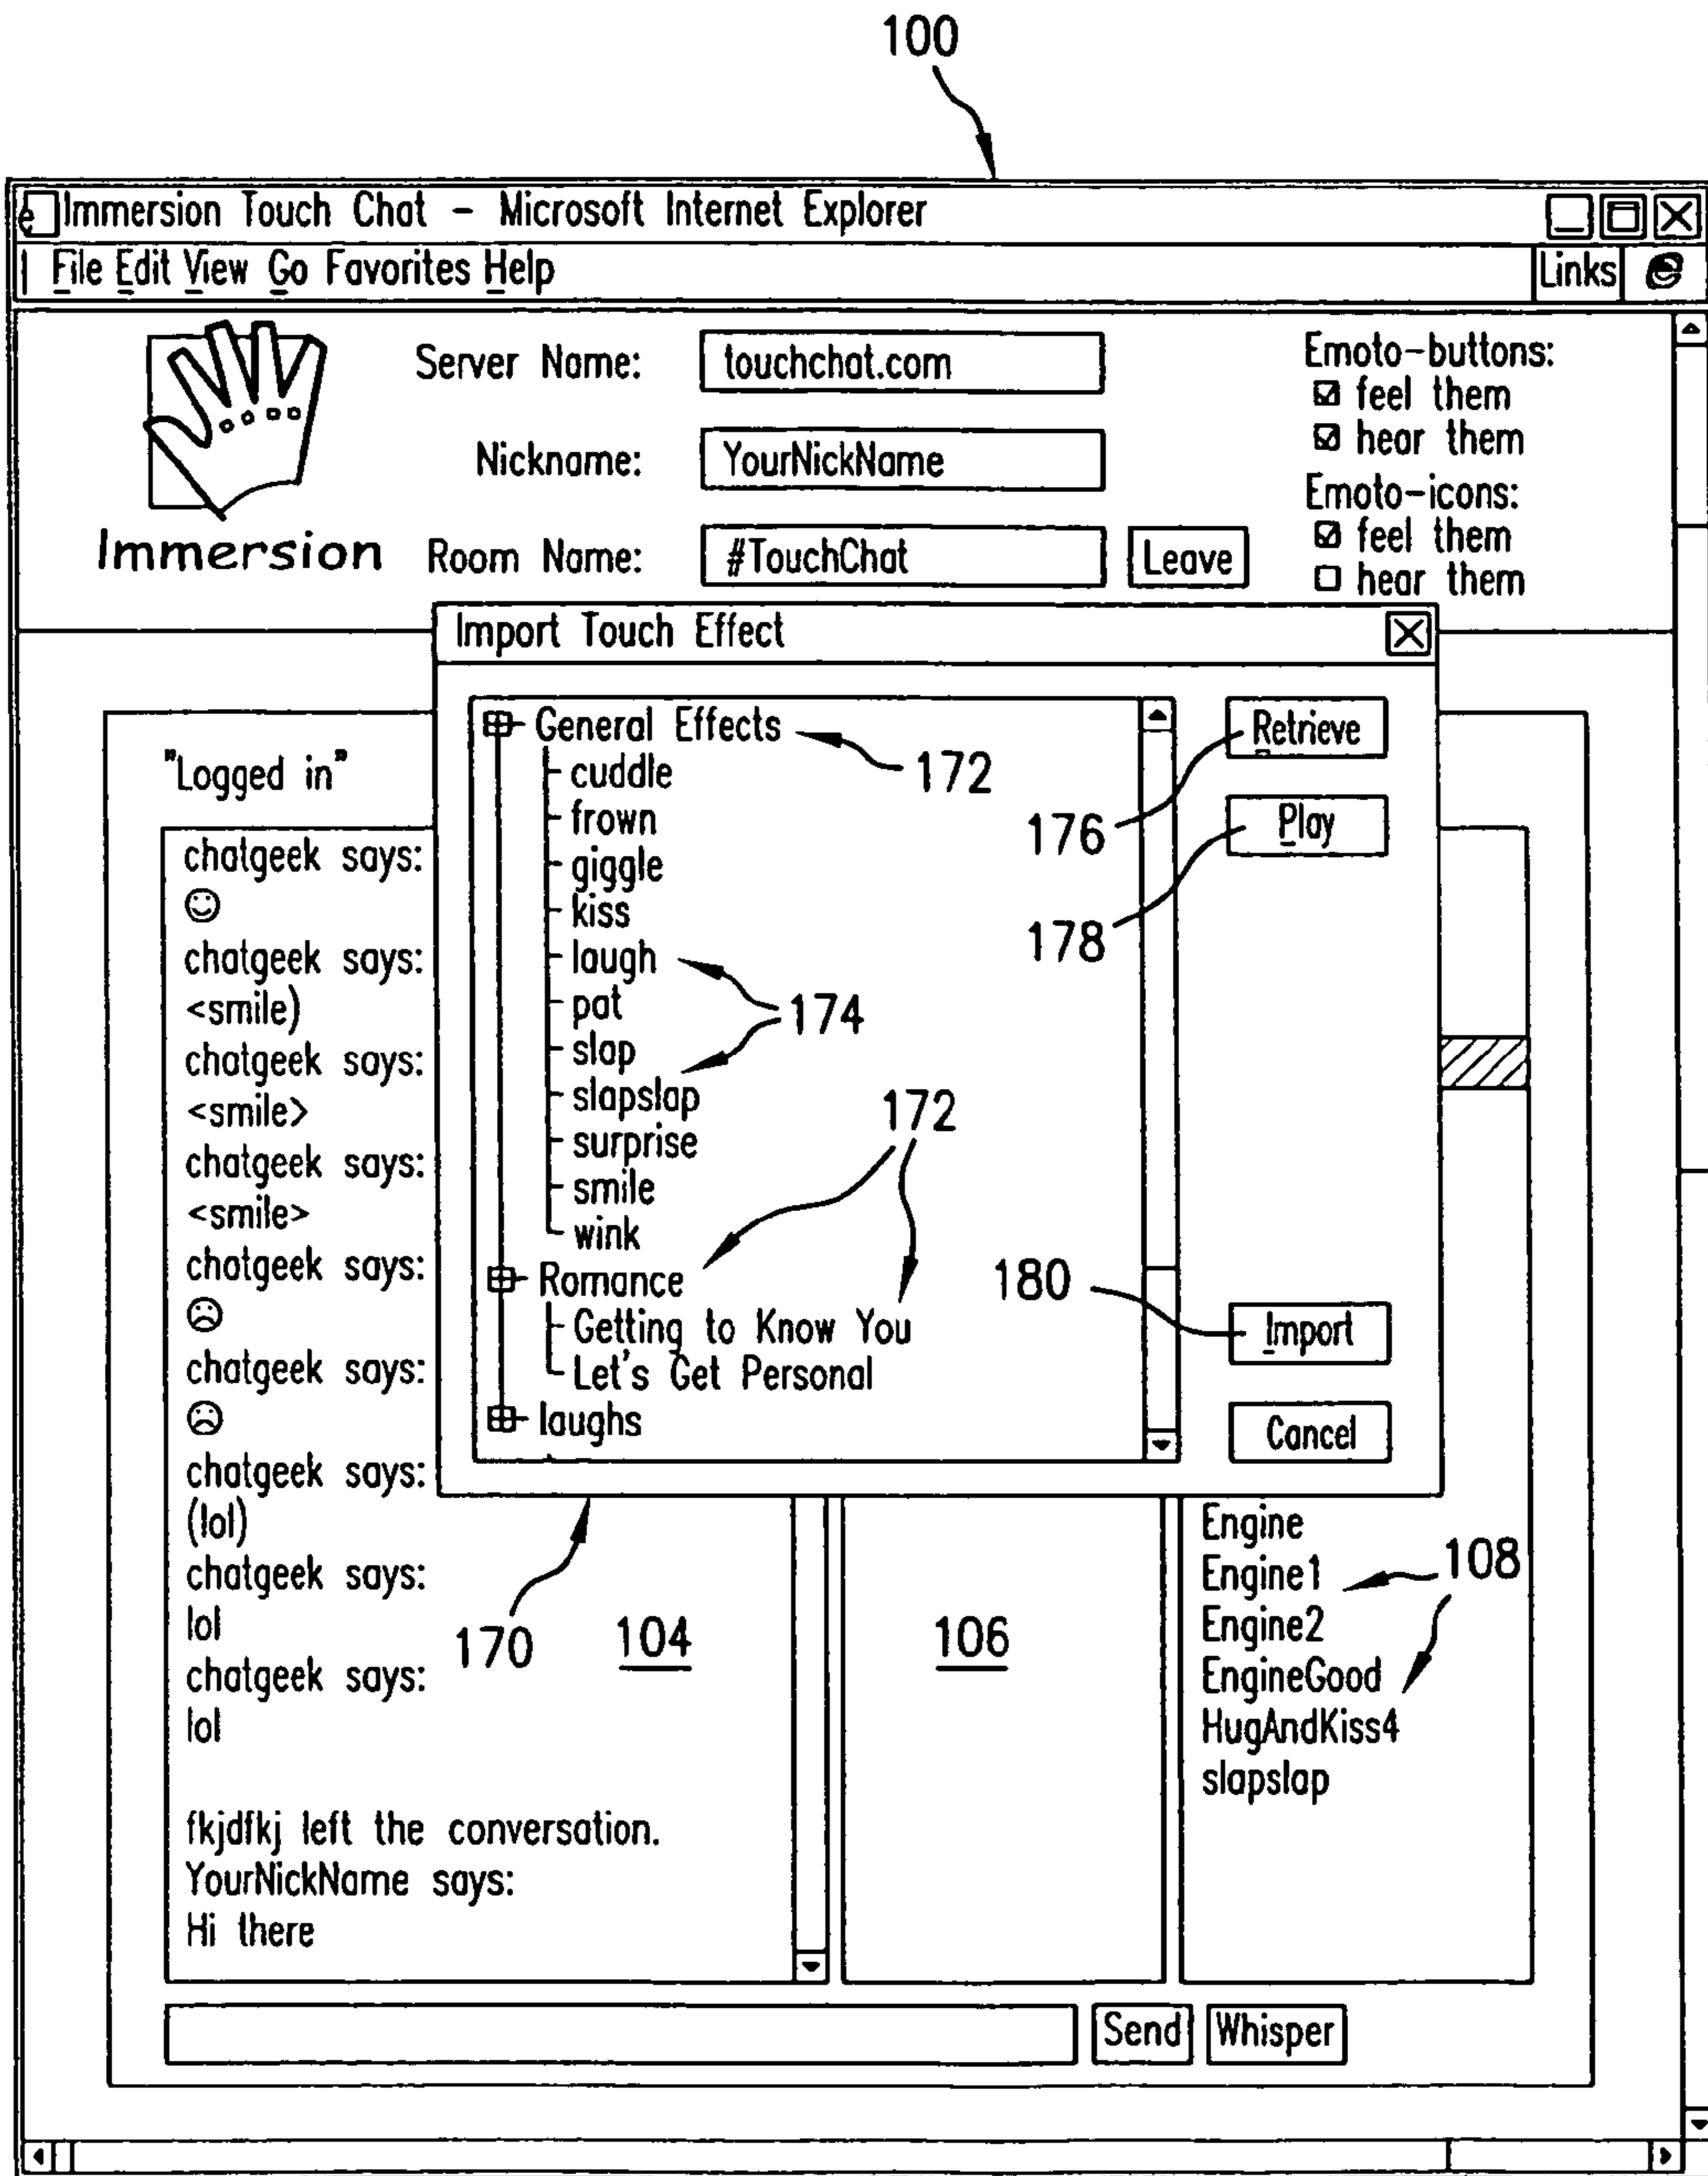 100
Immersion Touch Chat – Microsoft Internet Explorer
File Edit View Go Favorites Help
Links
Server Name: touchchat.com
Nickname: YourNickName
Immersion
Room Name: #TouchChat Leave
Emoto-buttons:
feel them
hear them
Emoto-icons:
feel them
hear them
"Logged in"
chatgeek says:
chatgeek says:
<smile)
chatgeek says:
<smile>
chatgeek says:
<smile>
chatgeek says:
chatgeek says:
chatgeek says:
(lol)
chatgeek says:
lol
chatgeek says:
lol
fkjdfkj left the conversation.
YourNickName says:
Hi there
Import Touch Effect
General Effects
172
cuddle
frown
giggle
kiss
laugh
174
pat
slap
slapslap
172
surprise
smile
wink
Romance
Getting to Know You
Let's Get Personal
laughs
Retrieve
176
Play
178
180
Import
Cancel
170
104
106
Engine
Engine1
108
Engine2
EngineGood
HugAndKiss4
slapslap
Send Whisper